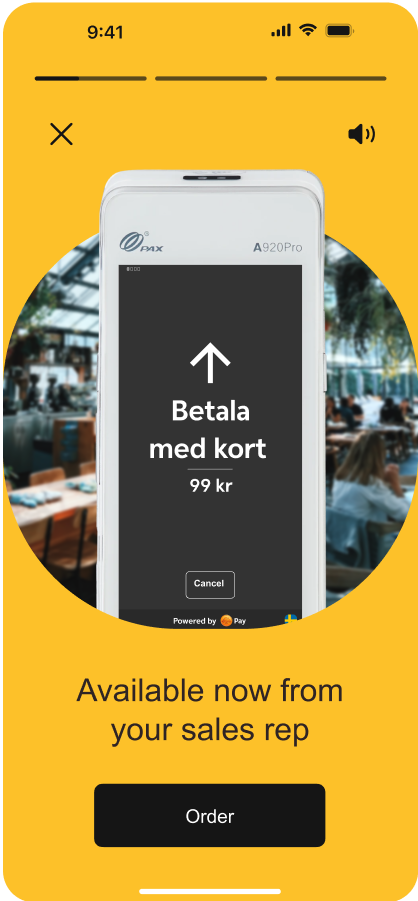 9:41
PAX
A920Pro
Betala
med kort
99 kr
Cancel
Powered by Pay
Available now from
your sales rep
Order